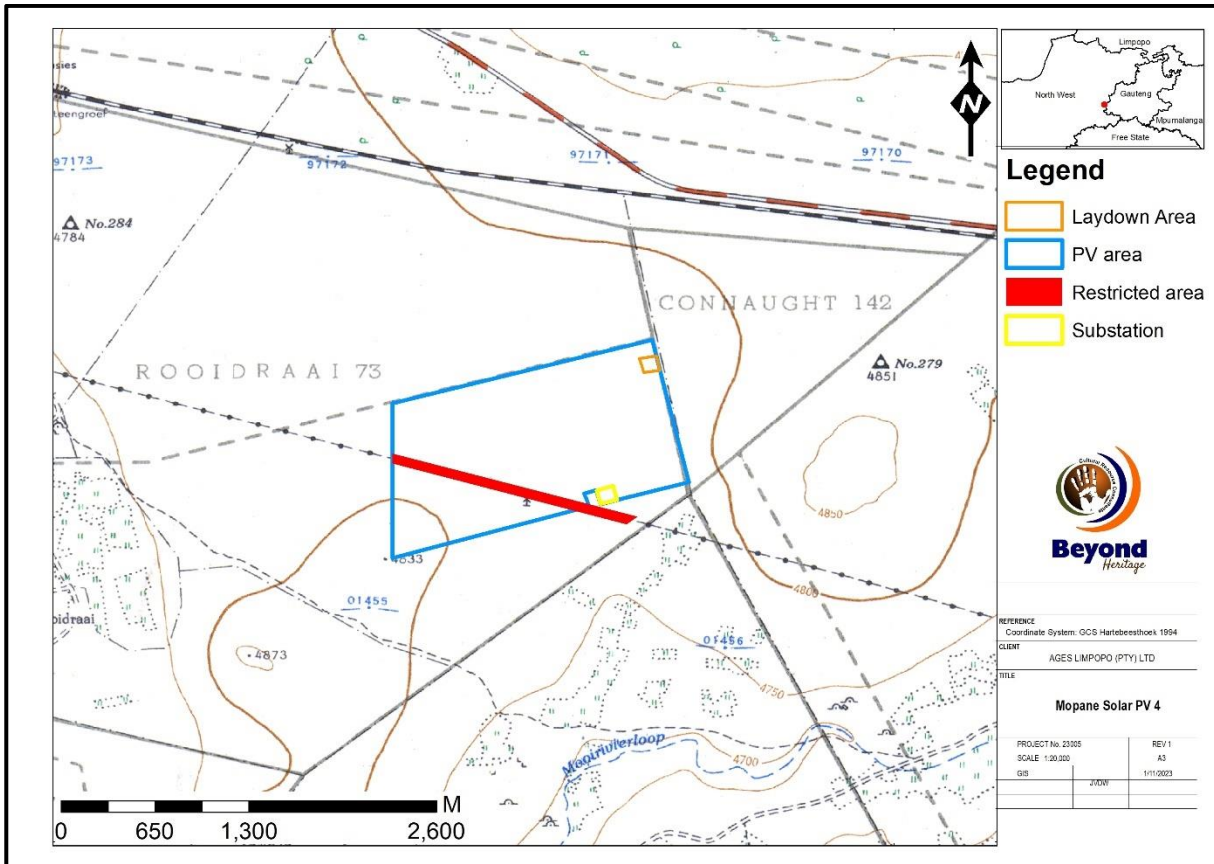 sies
teengroef
97173
97172
97171
97170
No.284
4784
CONNAUGHT 142
ROOIDRAAI 73
No.279
4851
4850
4833
4800
01455
oidraai
4873
01456
4750
4700
Mooirivierloop
M
0 650 1,300 2,600
N
Limpopo
North West
Gauteng
Mpumalanga
Free State
Legend
Laydown Area
PV area
Restricted area
Substation
Beyond
Heritage
REFERENCE
Coordinate System: GCS Hartebeesthoek 1994
CLIENT
AGES LIMPOPO (PTY) LTD
TITLE
Mopane Solar PV 4
PROJECT No. 23005 REV 1
SCALE 1:20,000 A3
GIS 1/11/2023
JVDW